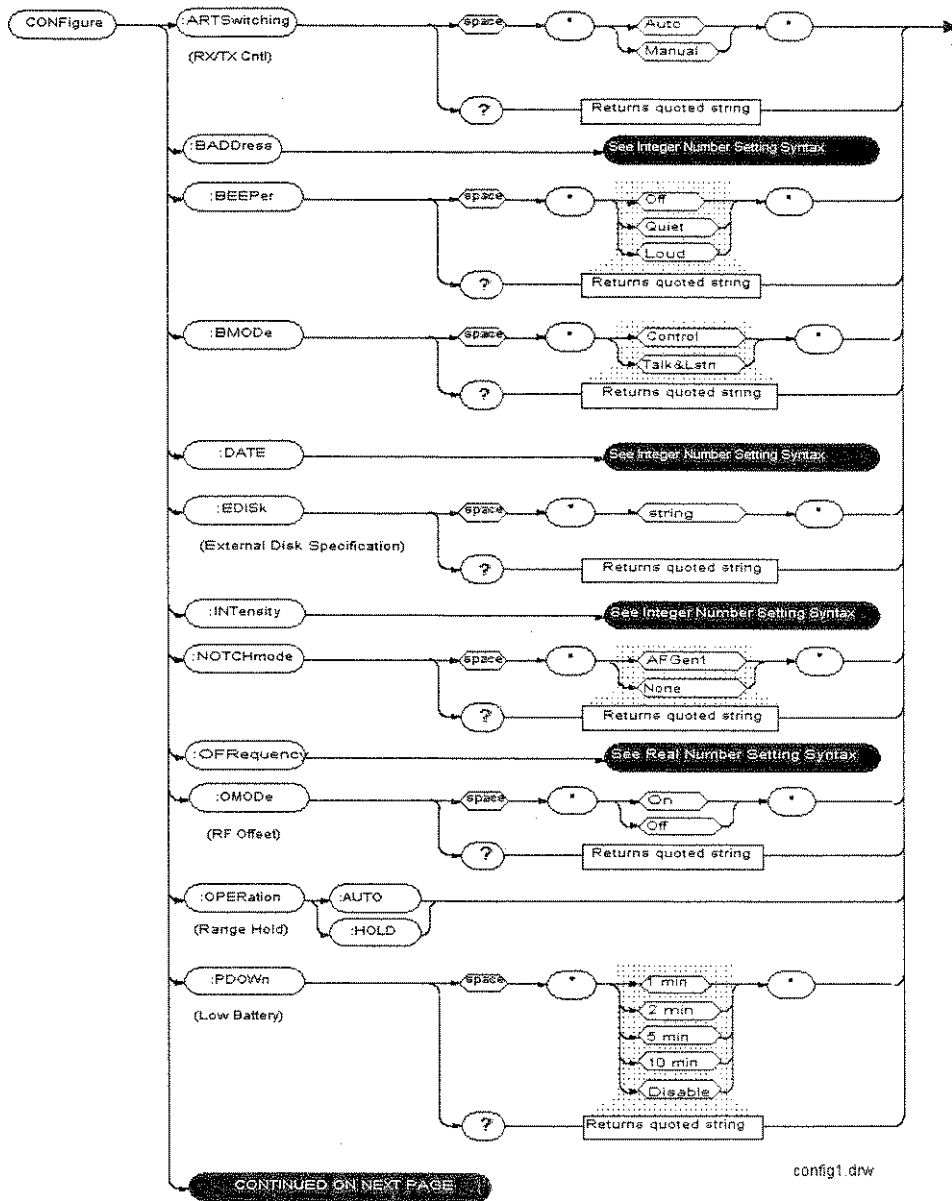 CONFigure
:ARTSwitching
space
"
Auto
"
Manual
(RX/TX Cntl)
?
Returns quoted string
:BADDress
See Integer Number Setting Syntax
:BEEPer
space
"
Off
"
Quiet
Loud
?
Returns quoted string
:BMODe
space
"
Control
"
Talk&Lstn
?
Returns quoted string
:DATE
See Integer Number Setting Syntax
:EDISk
space
"
string
"
(External Disk Specification)
?
Returns quoted string
:INTensity
See Integer Number Setting Syntax
:NOTCHmode
space
"
AFGen1
"
None
?
Returns quoted string
:OFRequency
See Real Number Setting Syntax
:OMODe
space
"
On
"
Off
(RF Offset)
?
Returns quoted string
:OPERation
:AUTO
(Range Hold)
:HOLD
:PDOWn
space
"
1 min
"
2 min
(Low Battery)
5 min
10 min
Disable
?
Returns quoted string
config1.drw
CONTINUED ON NEXT PAGE